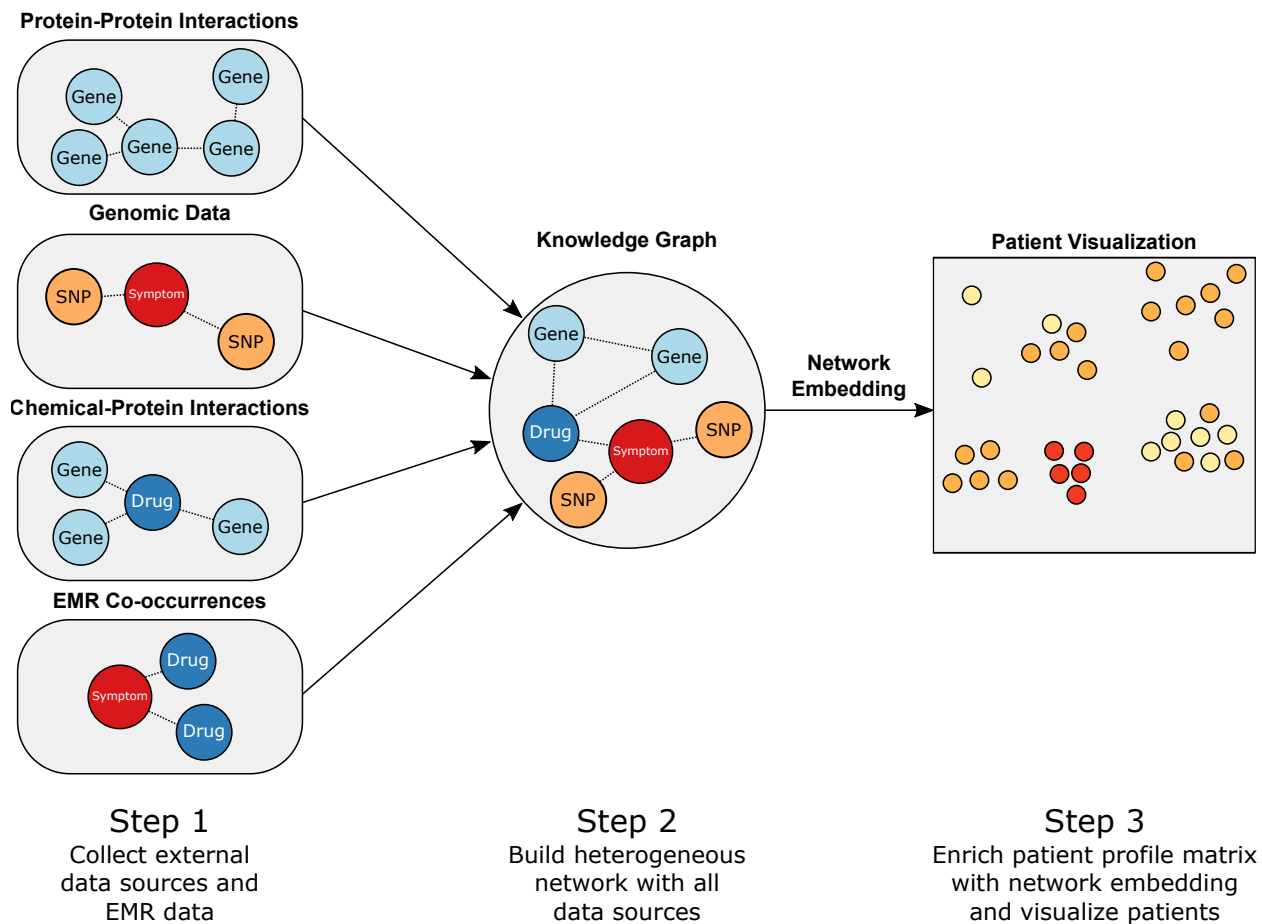 Protein-Protein Interactions
Gene
Gene
Gene
Gene
Gene
Genomic Data
SNP
Symptom
SNP
Chemical-Protein Interactions
Gene
Drug
Gene
Gene
EMR Co-occurrences
Drug
Symptom
Drug
Knowledge Graph
Gene
Gene
Drug
Symptom
SNP
SNP
Network
Embedding
Patient Visualization
Step 1
Collect external
data sources and
EMR data
Step 2
Build heterogeneous
network with all
data sources
Step 3
Enrich patient profile matrix
with network embedding
and visualize patients